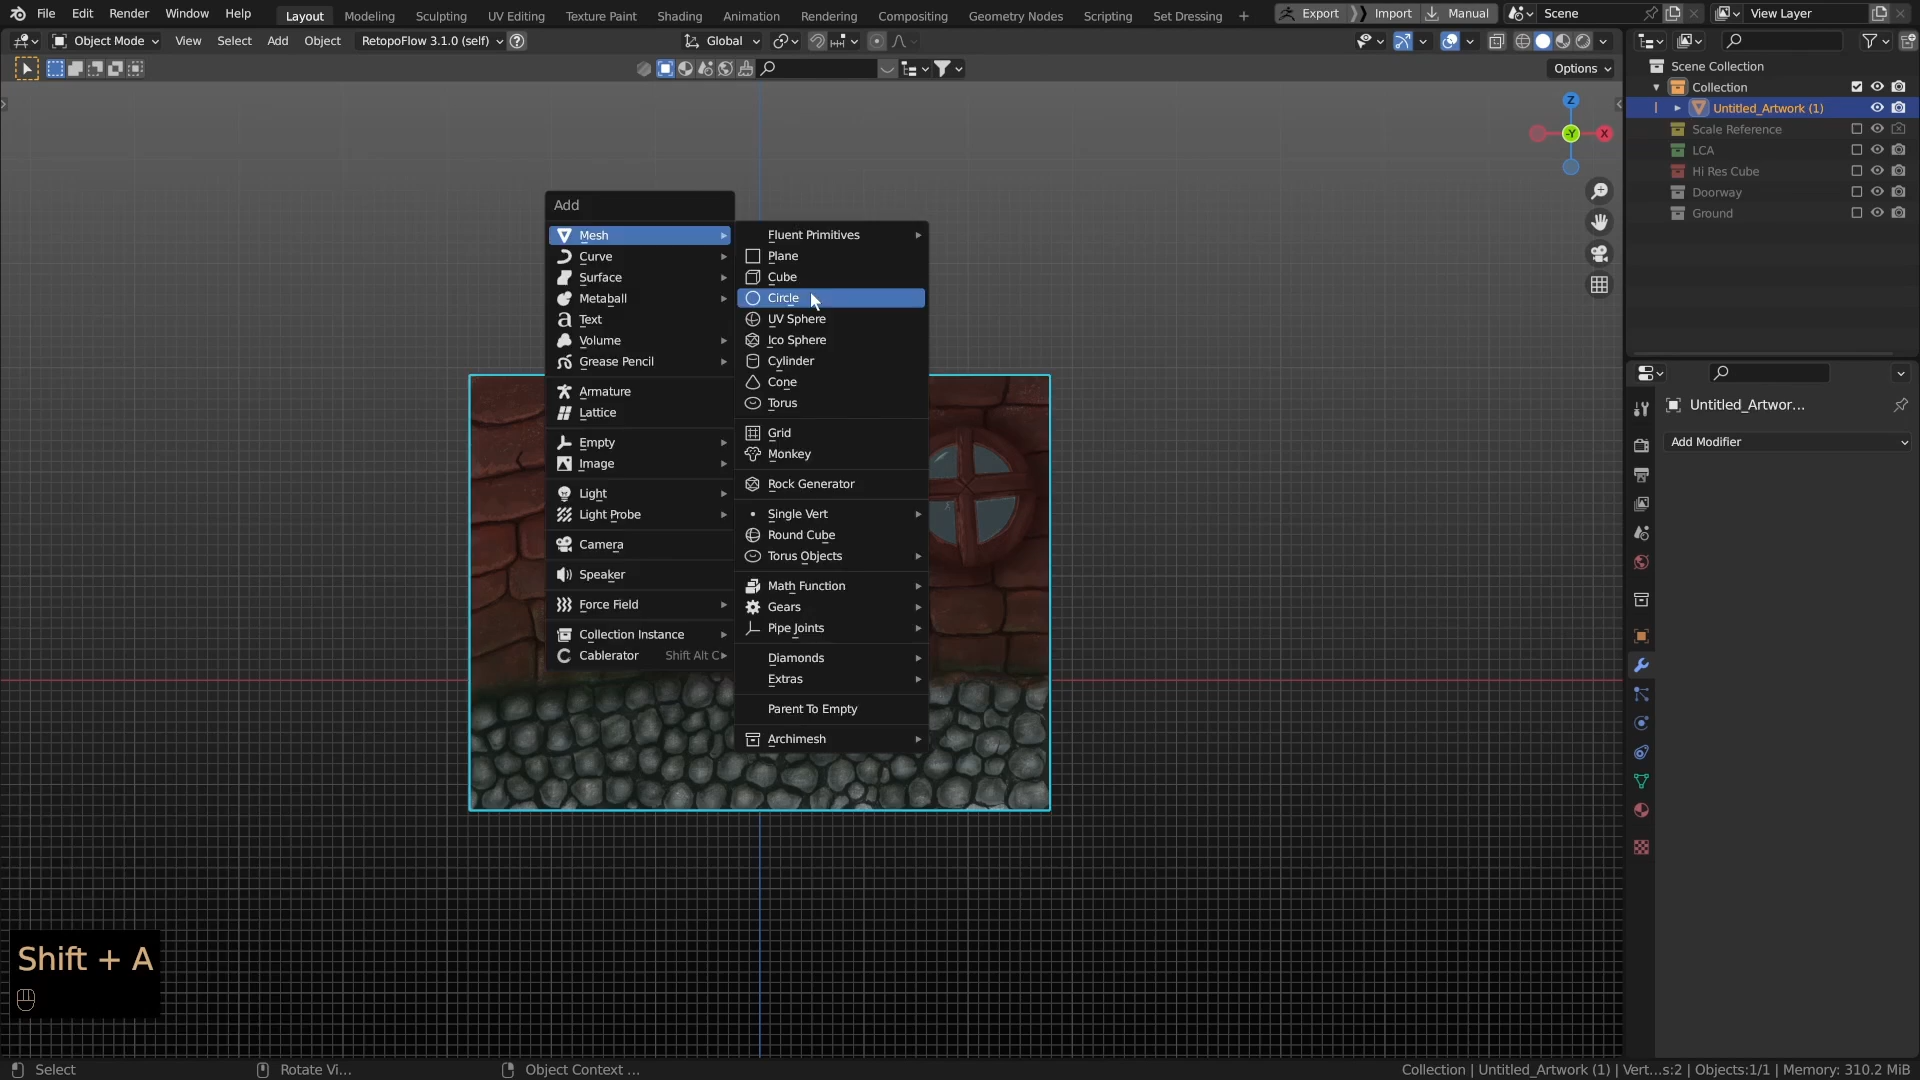 File Edit Render Window Help Layout Modeling Sculpting UV Editing Texture Paint Shading Animation Rendering Compositing Geometry Nodes Scripting Set Dressing + Export Import Manual Scene View Layer
Object Mode View Select Add Object RetopoFlow 3.1.0 (self) Global
Options
Scene Collection
Collection
Untitled_Artwork (1)
Scale Reference
LCA
Hi Res Cube
Doorway
Ground
Z
-Y
X
Add
Mesh
Curve
Surface
Metaball
Text
Volume
Grease Pencil
Armature
Lattice
Empty
Image
Light
Light Probe
Camera
Speaker
Force Field
Collection Instance
Cablerator Shift Alt C
Fluent Primitives
Plane
Cube
Circle
UV Sphere
Ico Sphere
Cylinder
Cone
Torus
Grid
Monkey
Rock Generator
Single Vert
Round Cube
Torus Objects
Math Function
Gears
Pipe Joints
Diamonds
Extras
Parent To Empty
Archimesh
Untitled_Artwor...
Add Modifier
Shift + A
Select Rotate Vi... Object Context ... Collection | Untitled_Artwork (1) | Vert...s:2 | Objects:1/1 | Memory: 310.2 MiB